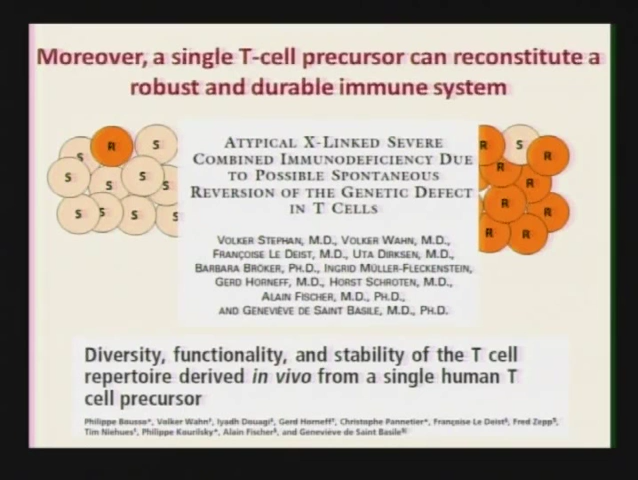 Moreover, a single T-cell precursor can reconstitute a
robust and durable immune system
S
R
S
S
S
S
S
S
S
S
ATYPICAL X-LINKED SEVERE
COMBINED IMMUNODEFICIENCY DUE
TO POSSIBLE SPONTANEOUS
REVERSION OF THE GENETIC DEFECT
IN T CELLS
VOLKER STEPHAN, M.D., VOLKER WAHN, M.D.,
FRANÇOISE LE DEIST, M.D., UTA DIRKSEN, M.D.,
BARBARA BRÖKER, PH.D., INGRID MÜLLER-FLECKENSTEIN,
GERD HORNEFF, M.D., HORST SCHROTEN, M.D.,
ALAIN FISCHER, M.D., PH.D.,
AND GENEVIÈVE DE SAINT BASILE, M.D., PH.D.
R
S
R
R
R
R
R
R
R
Diversity, functionality, and stability of the T cell
repertoire derived in vivo from a single human T
cell precursor
Philippe Bousso*, Volker Wahn†, Iyadh Douagi*, Gerd Horneff†, Christophe Pannetier*, Françoise Le Deist§, Fred Zepp¶,
Tim Niehues†, Philippe Kourilsky*, Alain Fischer§, and Geneviève de Saint Basile§